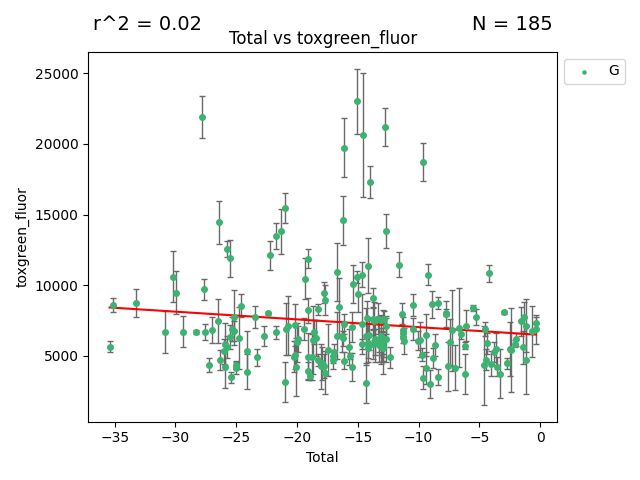 r^2 = 0.02
N = 185
Total vs toxgreen_fluor
G
25000
20000
15000
10000
5000
toxgreen_fluor
−35
−30
−25
−20
−15
−10
−5
0
Total